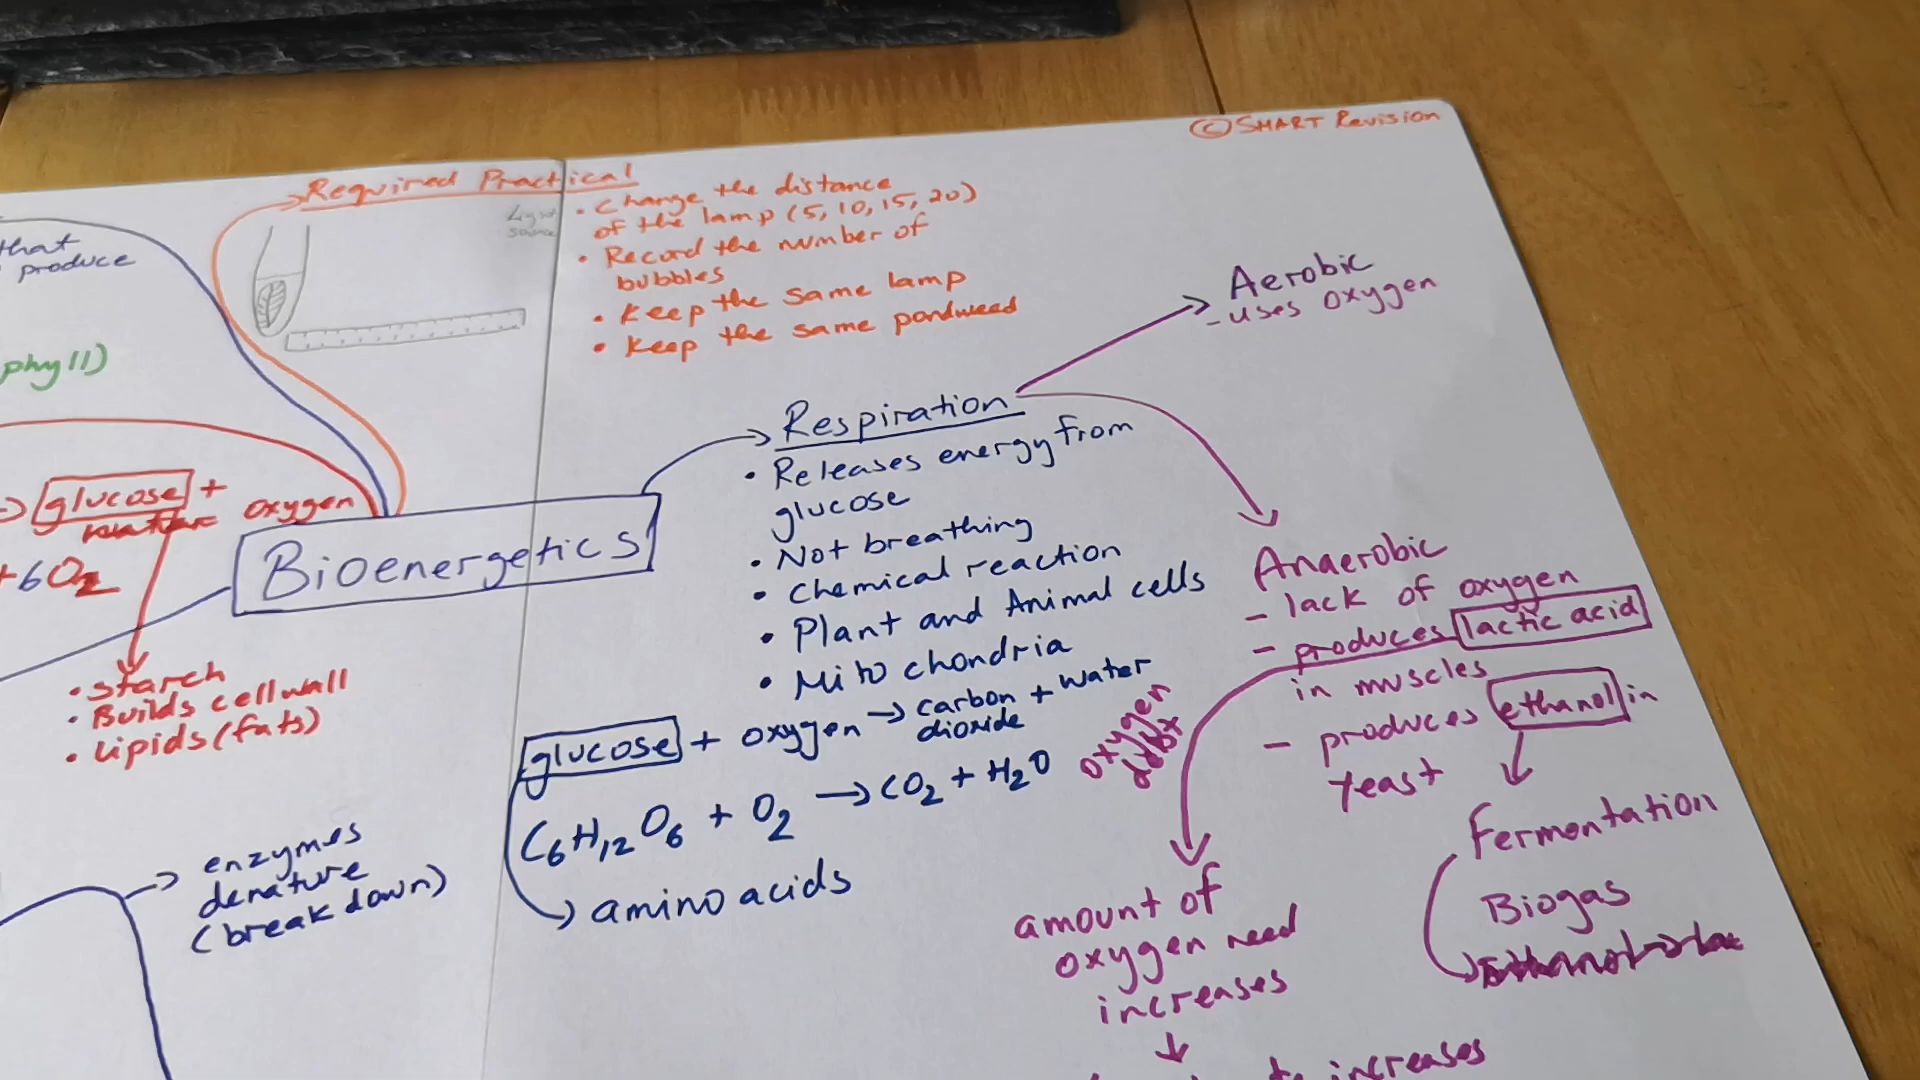 © SMART Revision
Required Practical
Light
source
• Change the distance
of the lamp (5, 10, 15, 20)
• Record the number of
bubbles
• Keep the same lamp
• Keep the same pondweed
that
produce
phyll)
→ glucose +
oxygen
+6O2
• Starch
• Builds cell wall
• Lipids (fats)
Bioenergetics
→ enzymes
denature
(break down)
Respiration
• Releases energy from
glucose
• Not breathing
• Chemical reaction
• Plant and Animal cells
• Mitochondria
glucose + oxygen → carbon + water
dioxide
C6H12O6 + O2 → CO2 + H2O
→ amino acids
Aerobic
- uses oxygen
Anaerobic
- lack of oxygen
- produces lactic acid
in muscles
- produces ethanol in
yeast
Fermentation
Biogas
oxygen
debt
amount of
oxygen need
increases
increases